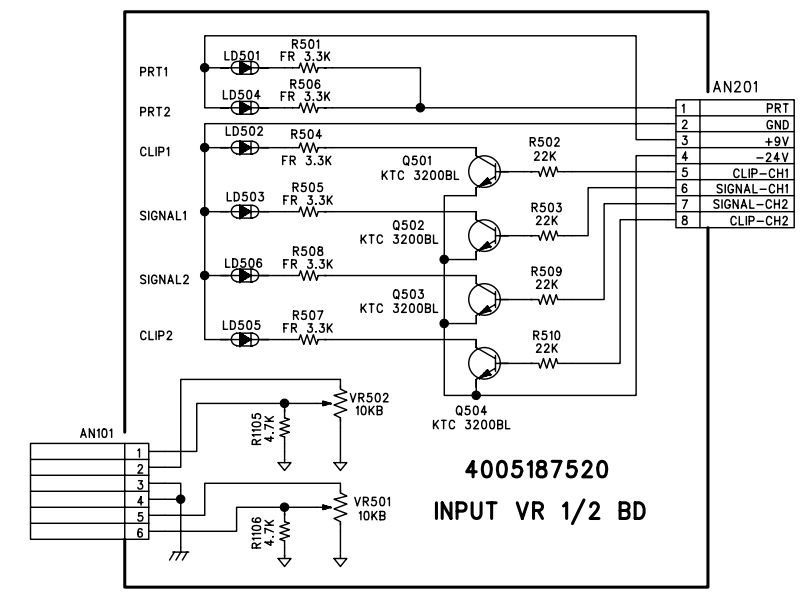 R501
LD501
FR 3.3K
PRT1
R506
FR 3.3K
LD504
PRT2
AN201
1 PRT
2 GND
3 +9V
4 -24V
5 CLIP-CH1
6 SIGNAL-CH1
7 SIGNAL-CH2
8 CLIP-CH2
LD502
R504
CLIP1
FR 3.3K
Q501
KTC 3200BL
R502
22K
LD503
R505
FR 3.3K
SIGNAL1
Q502
KTC 3200BL
R503
22K
LD506
R508
FR 3.3K
SIGNAL2
Q503
KTC 3200BL
R509
22K
LD505
R507
FR 3.3K
CLIP2
R510
22K
Q504
KTC 3200BL
VR502
10KB
R1105
4.7K
AN101
1
2
3
4
5
6
VR501
10KB
R1106
4.7K
4005187520
INPUT VR 1/2 BD